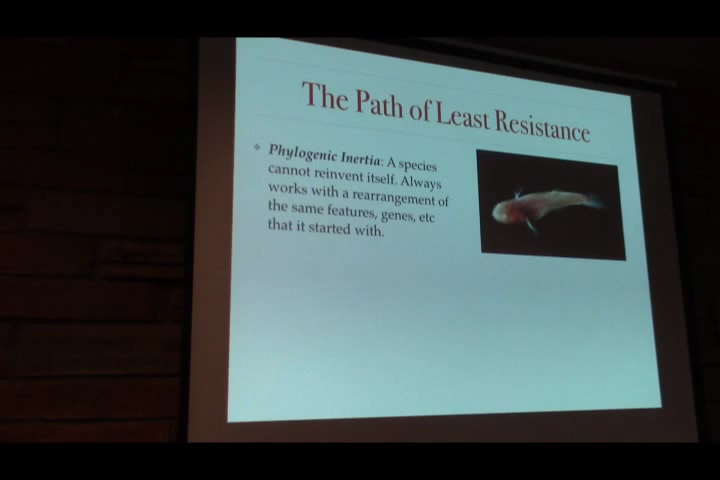 The Path of Least Resistance
Phylogenic Inertia: A species
cannot reinvent itself. Always
works with a rearrangement of
the same features, genes, etc
that it started with.